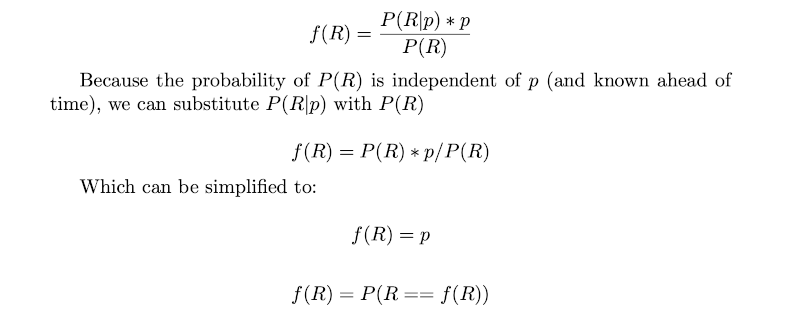 f(R) = P(R|p) * p / P(R)
Because the probability of P(R) is independent of p (and known ahead of
time), we can substitute P(R|p) with P(R)
f(R) = P(R) * p/P(R)
Which can be simplified to:
f(R) = p
f(R) = P(R == f(R))